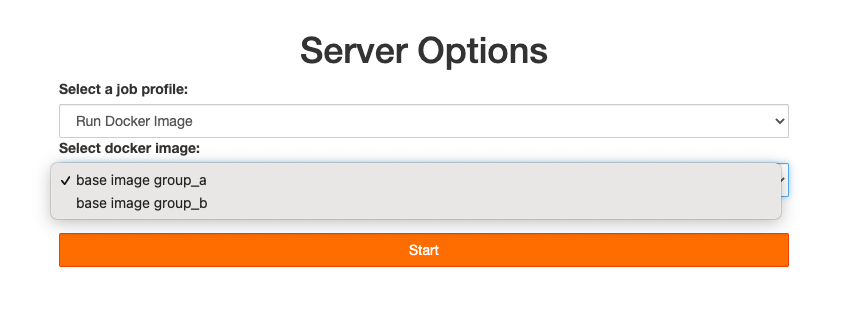 Server Options
Select a job profile:
Run Docker Image
Select docker image:
✓ base image group_a
base image group_b
Start